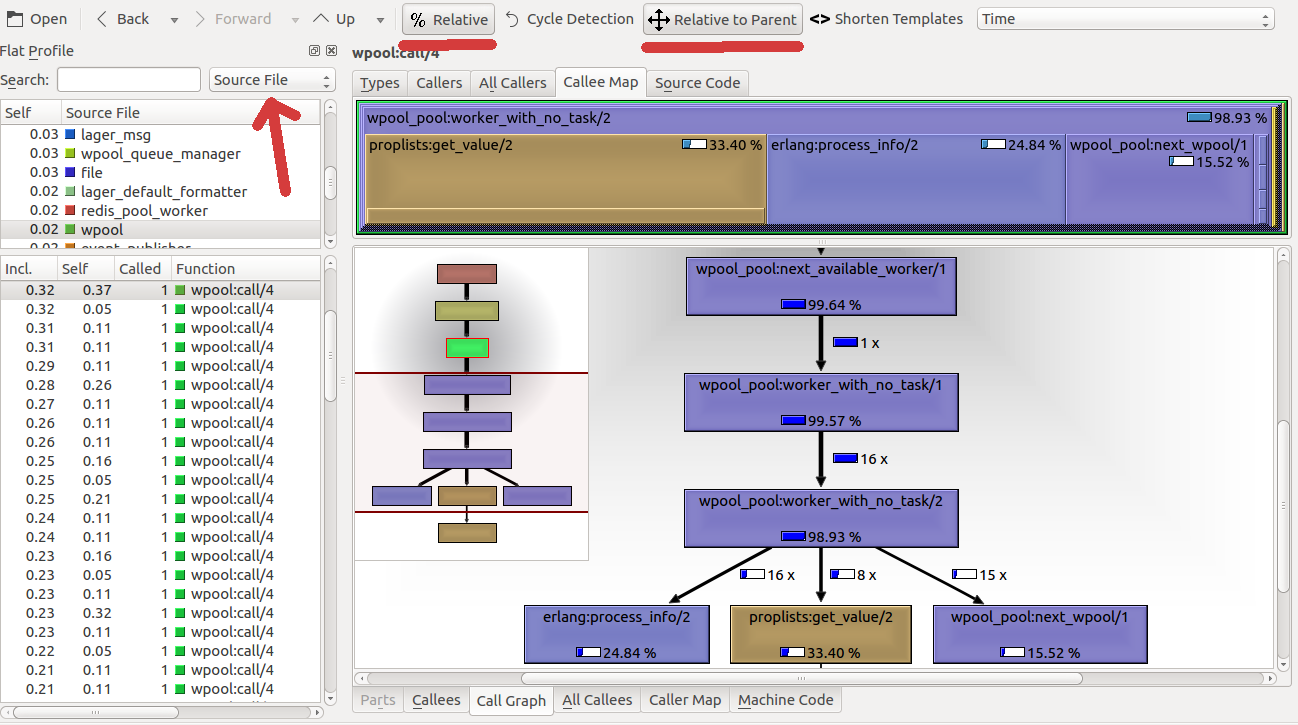 Open Back Forward Up % Relative Cycle Detection Relative to Parent <> Shorten Templates Time
Flat Profile
Search: Source File
Self Source File
0.03 lager_msg
0.03 wpool_queue_manager
0.03 file
0.02 lager_default_formatter
0.02 redis_pool_worker
0.02 wpool
0.02 event_publisher
Incl. Self Called Function
0.32 0.37 1 wpool:call/4
0.32 0.05 1 wpool:call/4
0.31 0.11 1 wpool:call/4
0.31 0.11 1 wpool:call/4
0.29 0.11 1 wpool:call/4
0.28 0.26 1 wpool:call/4
0.27 0.11 1 wpool:call/4
0.26 0.11 1 wpool:call/4
0.26 0.11 1 wpool:call/4
0.25 0.16 1 wpool:call/4
0.25 0.05 1 wpool:call/4
0.25 0.21 1 wpool:call/4
0.24 0.11 1 wpool:call/4
0.24 0.11 1 wpool:call/4
0.23 0.16 1 wpool:call/4
0.23 0.05 1 wpool:call/4
0.23 0.11 1 wpool:call/4
0.23 0.32 1 wpool:call/4
0.23 0.11 1 wpool:call/4
0.22 0.05 1 wpool:call/4
0.21 0.11 1 wpool:call/4
0.21 0.11 1 wpool:call/4
wpool:call/4
Types Callers All Callers Callee Map Source Code
wpool_pool:worker_with_no_task/2 98.93 %
proplists:get_value/2 33.40 %
erlang:process_info/2 24.84 %
wpool_pool:next_wpool/1
15.52 %
wpool_pool:next_available_worker/1
99.64 %
1 x
wpool_pool:worker_with_no_task/1
99.57 %
16 x
wpool_pool:worker_with_no_task/2
98.93 %
16 x 8 x 15 x
erlang:process_info/2
24.84 %
proplists:get_value/2
33.40 %
wpool_pool:next_wpool/1
15.52 %
Parts Callees Call Graph All Callees Caller Map Machine Code